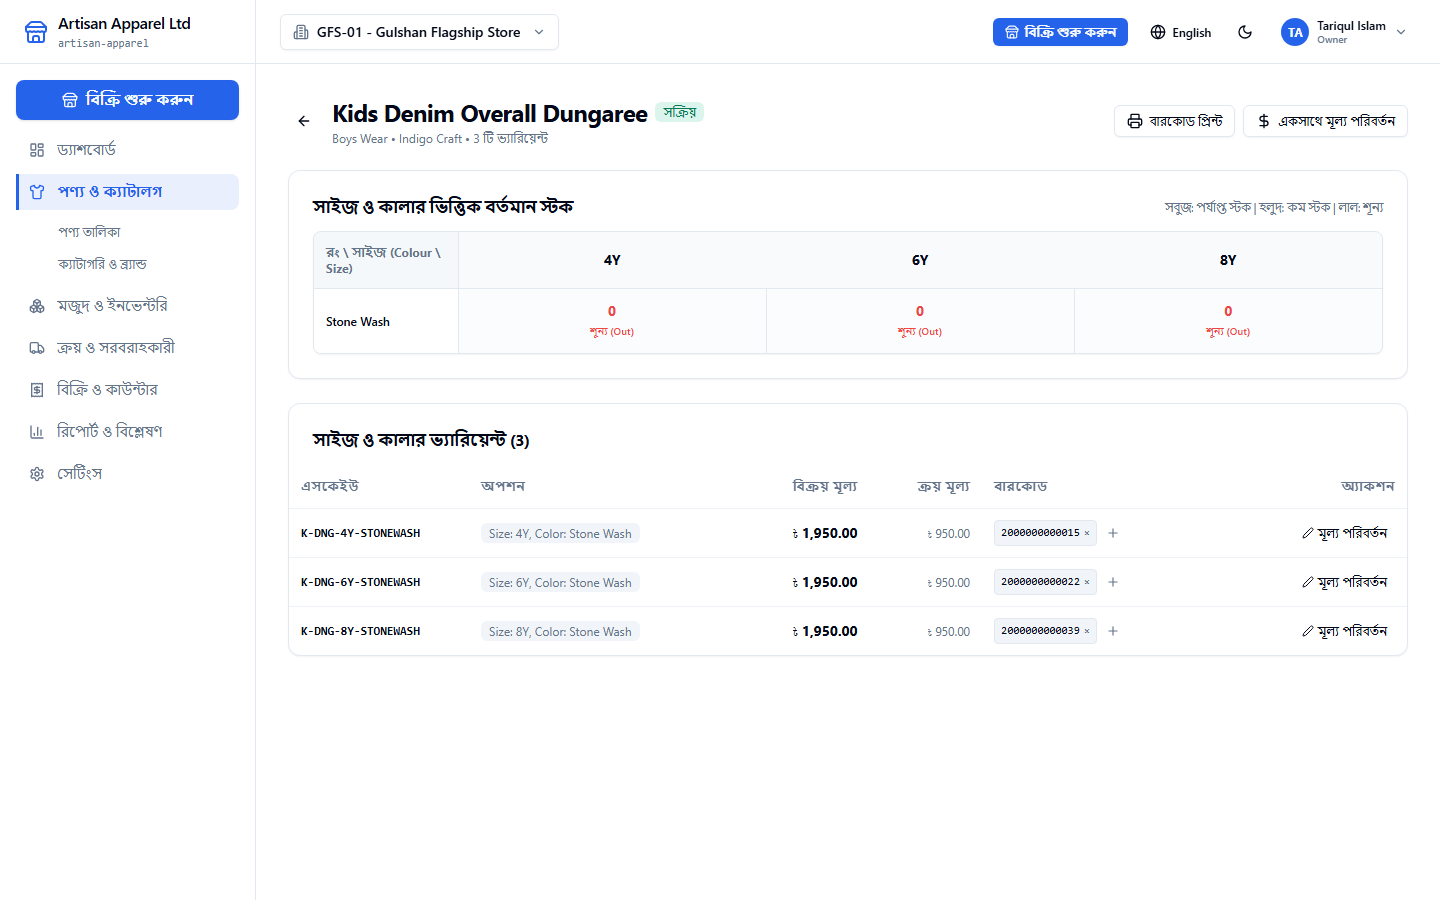 Artisan Apparel Ltd
artisan-apparel
GFS-01 - Gulshan Flagship Store
বিক্রি শুরু করুন
English
TA
Tariqul Islam
Owner
বিক্রি শুরু করুন
ড্যাশবোর্ড
পণ্য ও ক্যাটালগ
পণ্য তালিকা
ক্যাটাগরি ও ব্র্যান্ড
মজুদ ও ইনভেন্টরি
ক্রয় ও সরবরাহকারী
বিক্রি ও কাউন্টার
রিপোর্ট ও বিশ্লেষণ
সেটিংস
Kids Denim Overall Dungaree সক্রিয়
Boys Wear • Indigo Craft • 3 টি ভ্যারিয়েন্ট
বারকোড প্রিন্ট
একসাথে মূল্য পরিবর্তন
সাইজ ও কালার ভিত্তিক বর্তমান স্টক
সবুজ: পর্যাপ্ত স্টক | হলুদ: কম স্টক | লাল: শূন্য
রং \ সাইজ (Colour \
Size)
4Y 6Y 8Y
Stone Wash
0 0 0
শূন্য (Out) শূন্য (Out) শূন্য (Out)
সাইজ ও কালার ভ্যারিয়েন্ট (3)
এসকেইউ অপশন বিক্রয় মূল্য ক্রয় মূল্য বারকোড অ্যাকশন
K-DNG-4Y-STONEWASH Size: 4Y, Color: Stone Wash ৳ 1,950.00 ৳ 950.00 2000000000015 × + মূল্য পরিবর্তন
K-DNG-6Y-STONEWASH Size: 6Y, Color: Stone Wash ৳ 1,950.00 ৳ 950.00 2000000000022 × + মূল্য পরিবর্তন
K-DNG-8Y-STONEWASH Size: 8Y, Color: Stone Wash ৳ 1,950.00 ৳ 950.00 2000000000039 × + মূল্য পরিবর্তন